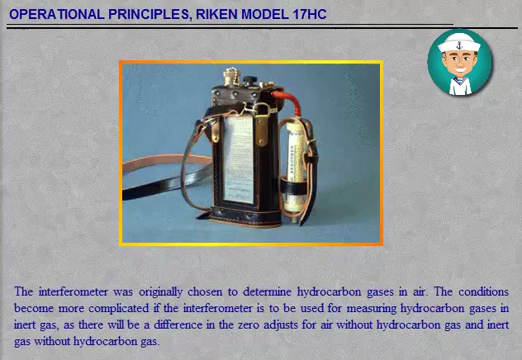 OPERATIONAL PRINCIPLES, RIKEN MODEL 17HC
The interferometer was originally chosen to determine hydrocarbon gases in air. The conditions
become more complicated if the interferometer is to be used for measuring hydrocarbon gases in
inert gas, as there will be a difference in the zero adjusts for air without hydrocarbon gas and inert
gas without hydrocarbon gas.